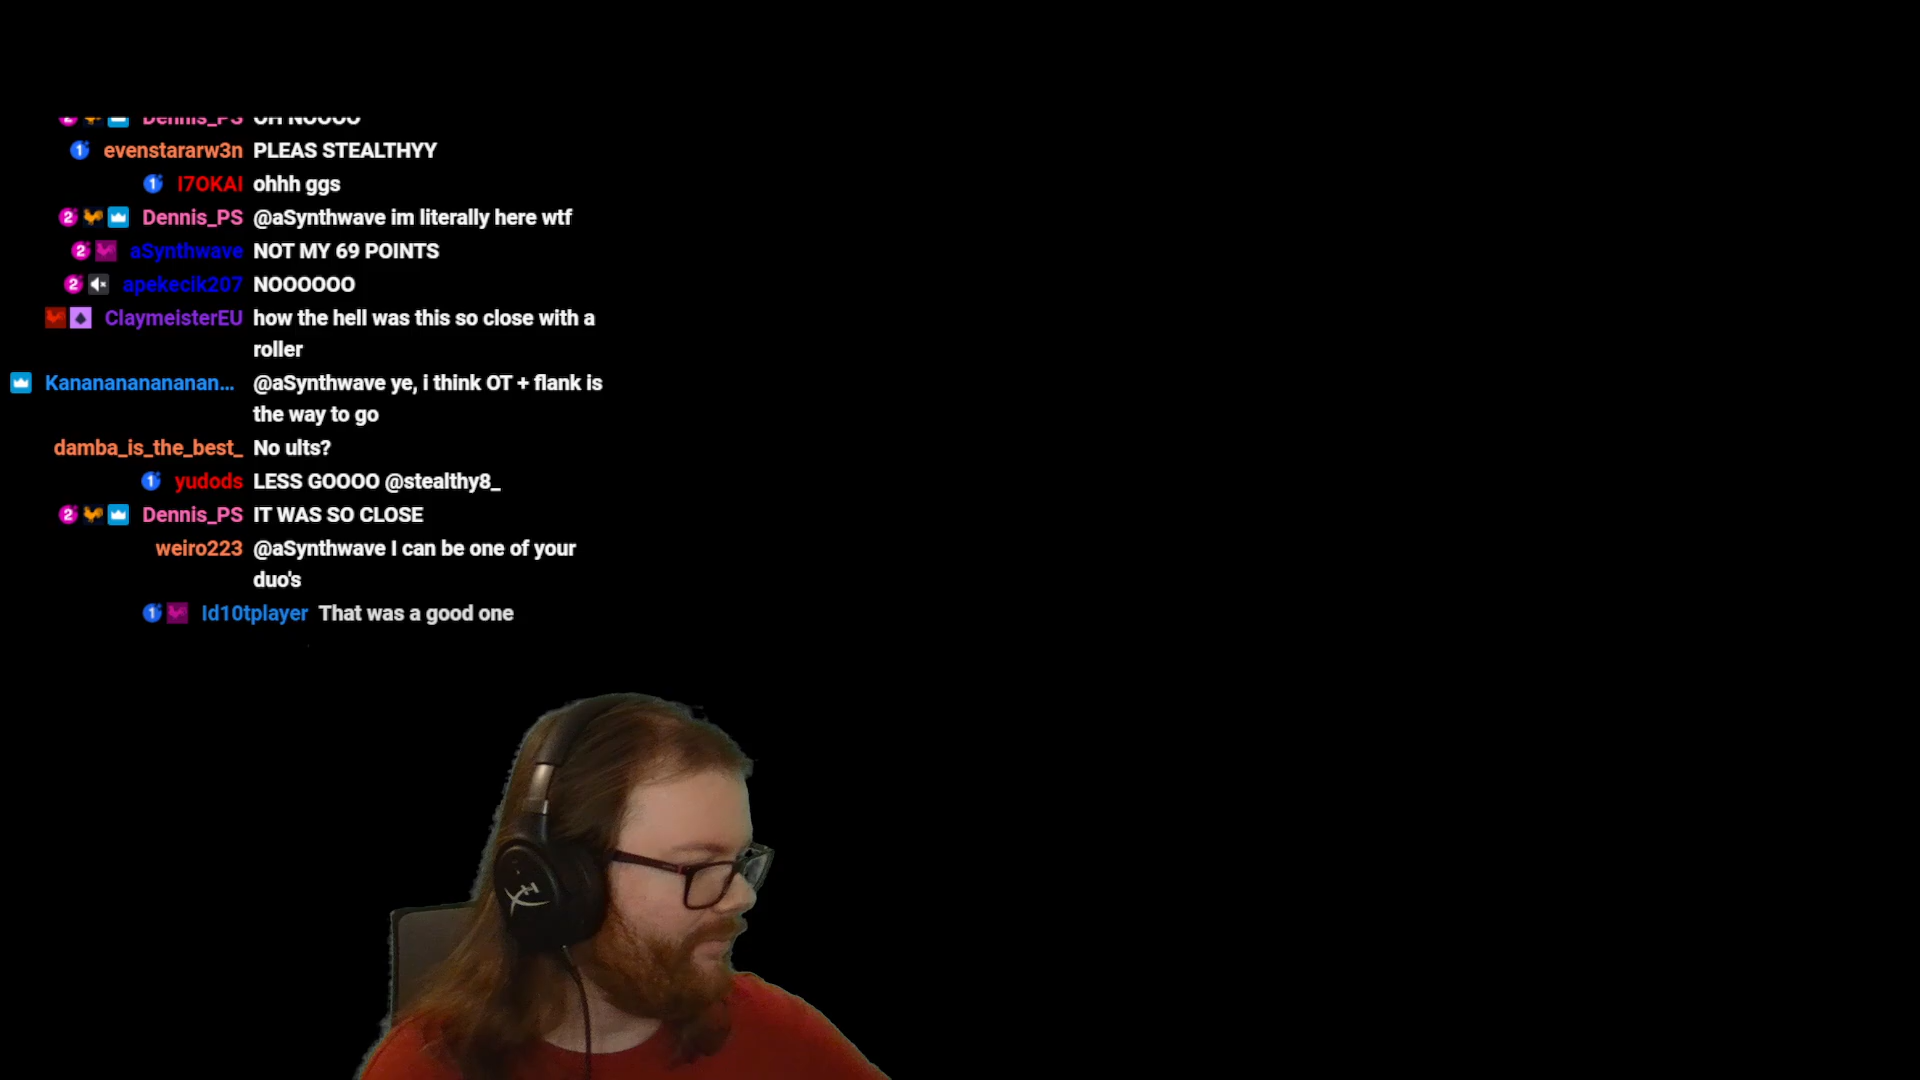 Dennis_PS OH NOOOO
evenstararw3n PLEAS STEALTHYY
I7OKAI ohhh ggs
Dennis_PS @aSynthwave im literally here wtf
aSynthwave NOT MY 69 POINTS
apekecik207 NOOOOOO
ClaymeisterEU how the hell was this so close with a
roller
Kanananananananan... @aSynthwave ye, i think OT + flank is
the way to go
damba_is_the_best_ No ults?
yudods LESS GOOOO @stealthy8_
Dennis_PS IT WAS SO CLOSE
weiro223 @aSynthwave I can be one of your
duo's
Id10tplayer That was a good one